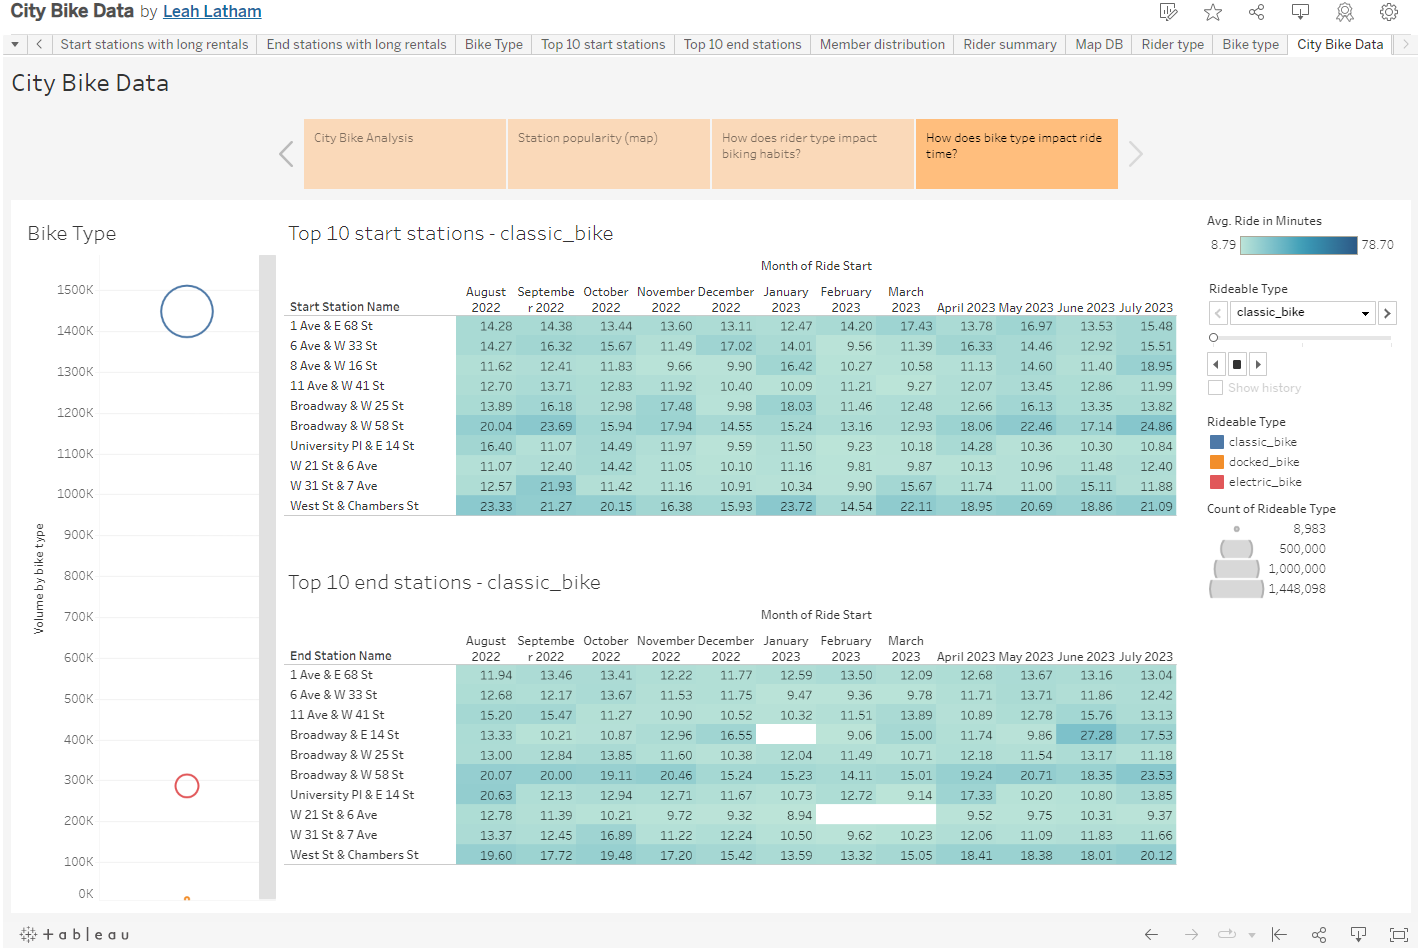 City Bike Data by Leah Latham
Start stations with long rentals End stations with long rentals Bike Type Top 10 start stations Top 10 end stations Member distribution Rider summary Map DB Rider type Bike type City Bike Data
City Bike Data
City Bike Analysis
Station popularity (map)
How does rider type impact
biking habits?
How does bike type impact ride
time?
Bike Type
Volume by bike type
1500K
1400K
1300K
1200K
1100K
1000K
900K
800K
700K
600K
500K
400K
300K
200K
100K
0K
Top 10 start stations - classic_bike
Month of Ride Start
Start Station Name August 2022 Septembe r 2022 October 2022 November 2022 December 2022 January 2023 February 2023 March 2023 April 2023 May 2023 June 2023 July 2023
1 Ave & E 68 St 14.28 14.38 13.44 13.60 13.11 12.47 14.20 17.43 13.78 16.97 13.53 15.48
6 Ave & W 33 St 14.27 16.32 15.67 11.49 17.02 14.01 9.56 11.39 16.33 14.46 12.92 15.51
8 Ave & W 16 St 11.62 12.41 11.83 9.66 9.90 16.42 10.27 10.58 11.13 14.60 11.40 18.95
11 Ave & W 41 St 12.70 13.71 12.83 11.92 10.40 10.09 11.21 9.27 12.07 13.45 12.86 11.99
Broadway & W 25 St 13.89 16.18 12.98 17.48 9.98 18.03 11.46 12.48 12.66 16.13 13.35 13.82
Broadway & W 58 St 20.04 23.69 15.94 17.94 14.55 15.24 13.16 12.93 18.06 22.46 17.14 24.86
University Pl & E 14 St 16.40 11.07 14.49 11.97 9.59 11.50 9.23 10.18 14.28 10.36 10.30 10.84
W 21 St & 6 Ave 11.07 12.40 14.42 11.05 10.10 11.16 9.81 9.87 10.13 10.96 11.48 12.40
W 31 St & 7 Ave 12.57 21.93 11.42 11.16 10.91 10.34 9.90 15.67 11.74 11.00 15.11 11.88
West St & Chambers St 23.33 21.27 20.15 16.38 15.93 23.72 14.54 22.11 18.95 20.69 18.86 21.09
Top 10 end stations - classic_bike
Month of Ride Start
End Station Name August 2022 Septembe r 2022 October 2022 November 2022 December 2022 January 2023 February 2023 March 2023 April 2023 May 2023 June 2023 July 2023
1 Ave & E 68 St 11.94 13.46 13.41 12.22 11.77 12.59 13.50 12.09 12.68 13.67 13.16 13.04
6 Ave & W 33 St 12.68 12.17 13.67 11.53 11.75 9.47 9.36 9.78 11.71 13.71 11.86 12.42
11 Ave & W 41 St 15.20 15.47 11.27 10.90 10.52 10.32 11.51 13.89 10.89 12.78 15.76 13.13
Broadway & E 14 St 13.33 10.21 10.87 12.96 16.55 9.06 15.00 11.74 9.86 27.28 17.53
Broadway & W 25 St 13.00 12.84 13.85 11.60 10.38 12.04 11.49 10.71 12.18 11.54 13.17 11.18
Broadway & W 58 St 20.07 20.00 19.11 20.46 15.24 15.23 14.11 15.01 19.24 20.71 18.35 23.53
University Pl & E 14 St 20.63 12.13 12.94 12.71 11.67 10.73 12.72 9.14 17.33 10.20 10.80 13.85
W 21 St & 6 Ave 12.78 11.39 10.21 9.72 9.32 8.94 9.52 9.75 10.31 9.37
W 31 St & 7 Ave 13.37 12.45 16.89 11.22 12.24 10.50 9.62 10.23 12.06 11.09 11.83 11.66
West St & Chambers St 19.60 17.72 19.48 17.20 15.42 13.59 13.32 15.05 18.41 18.38 18.01 20.12
Avg. Ride in Minutes
8.79 78.70
Rideable Type
classic_bike
Show history
Rideable Type
classic_bike
docked_bike
electric_bike
Count of Rideable Type
8,983
500,000
1,000,000
1,448,098
+ableau